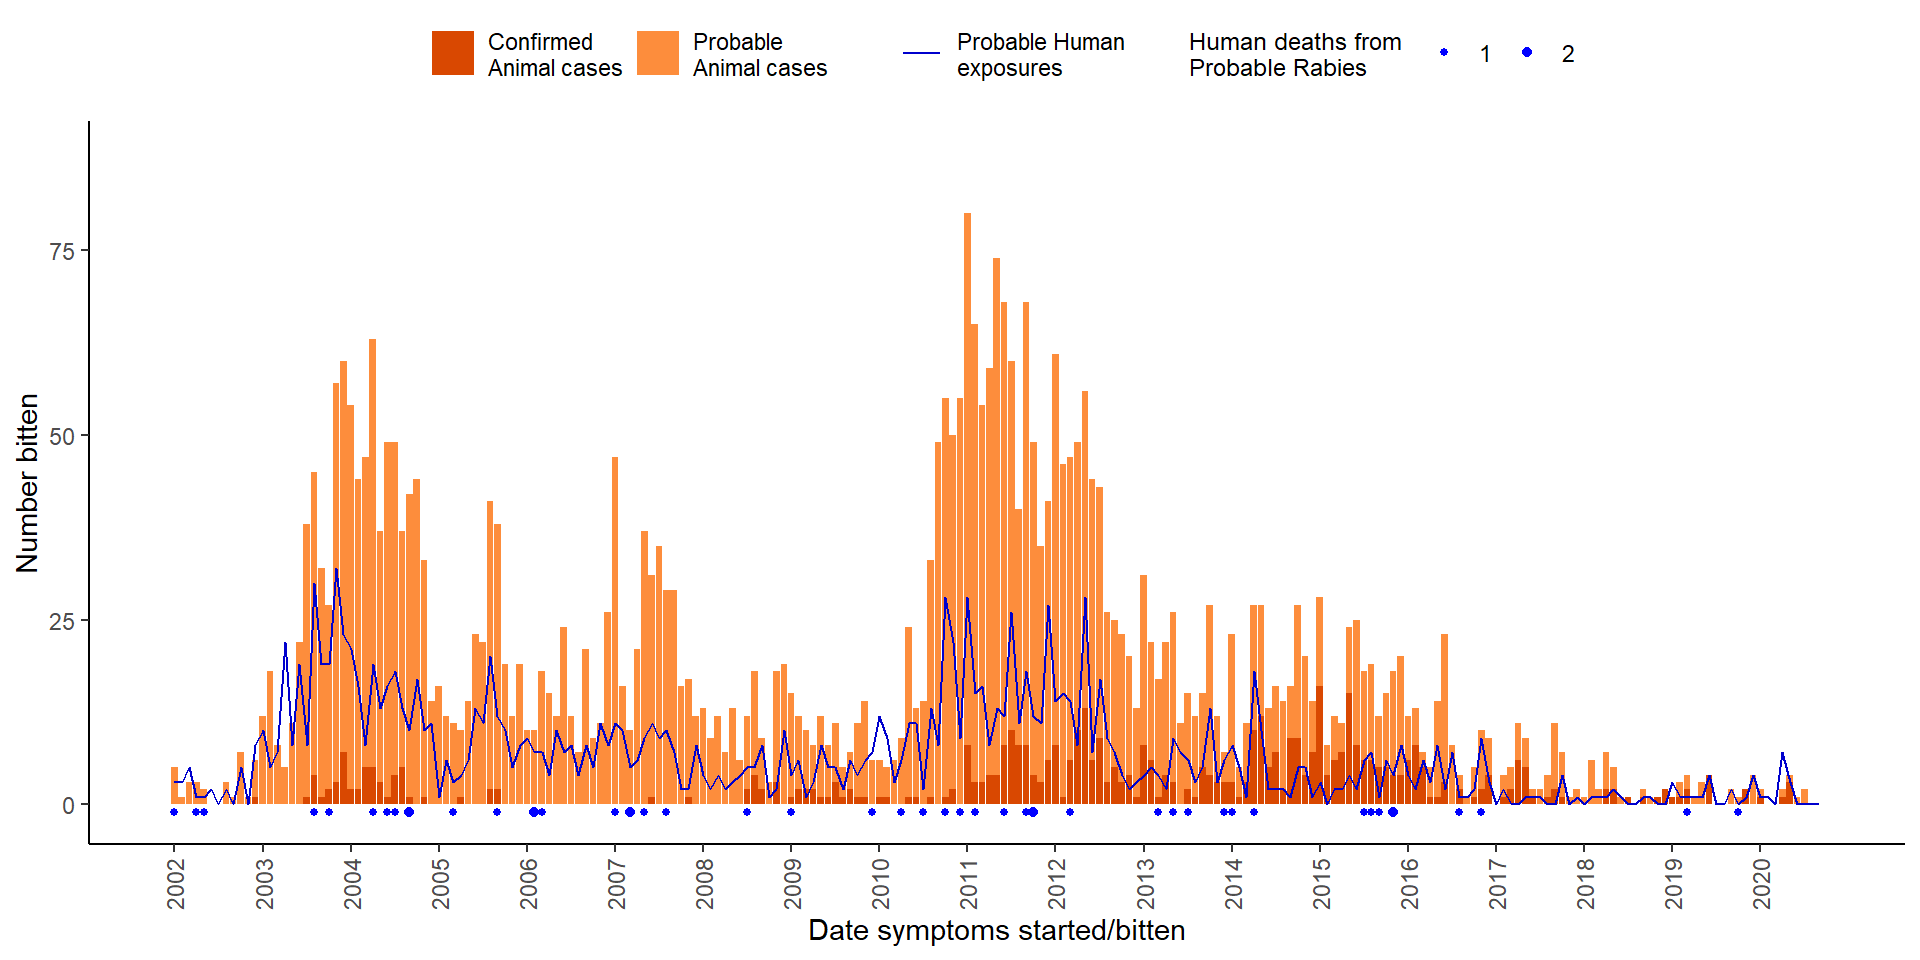 Confirmed
Animal cases
Probable
Animal cases
Probable Human
exposures
Human deaths from
Probable Rabies
1
2
75
50
25
0
Number bitten
2002
2003
2004
2005
2006
2007
2008
2009
2010
2011
2012
2013
2014
2015
2016
2017
2018
2019
2020
Date symptoms started/bitten